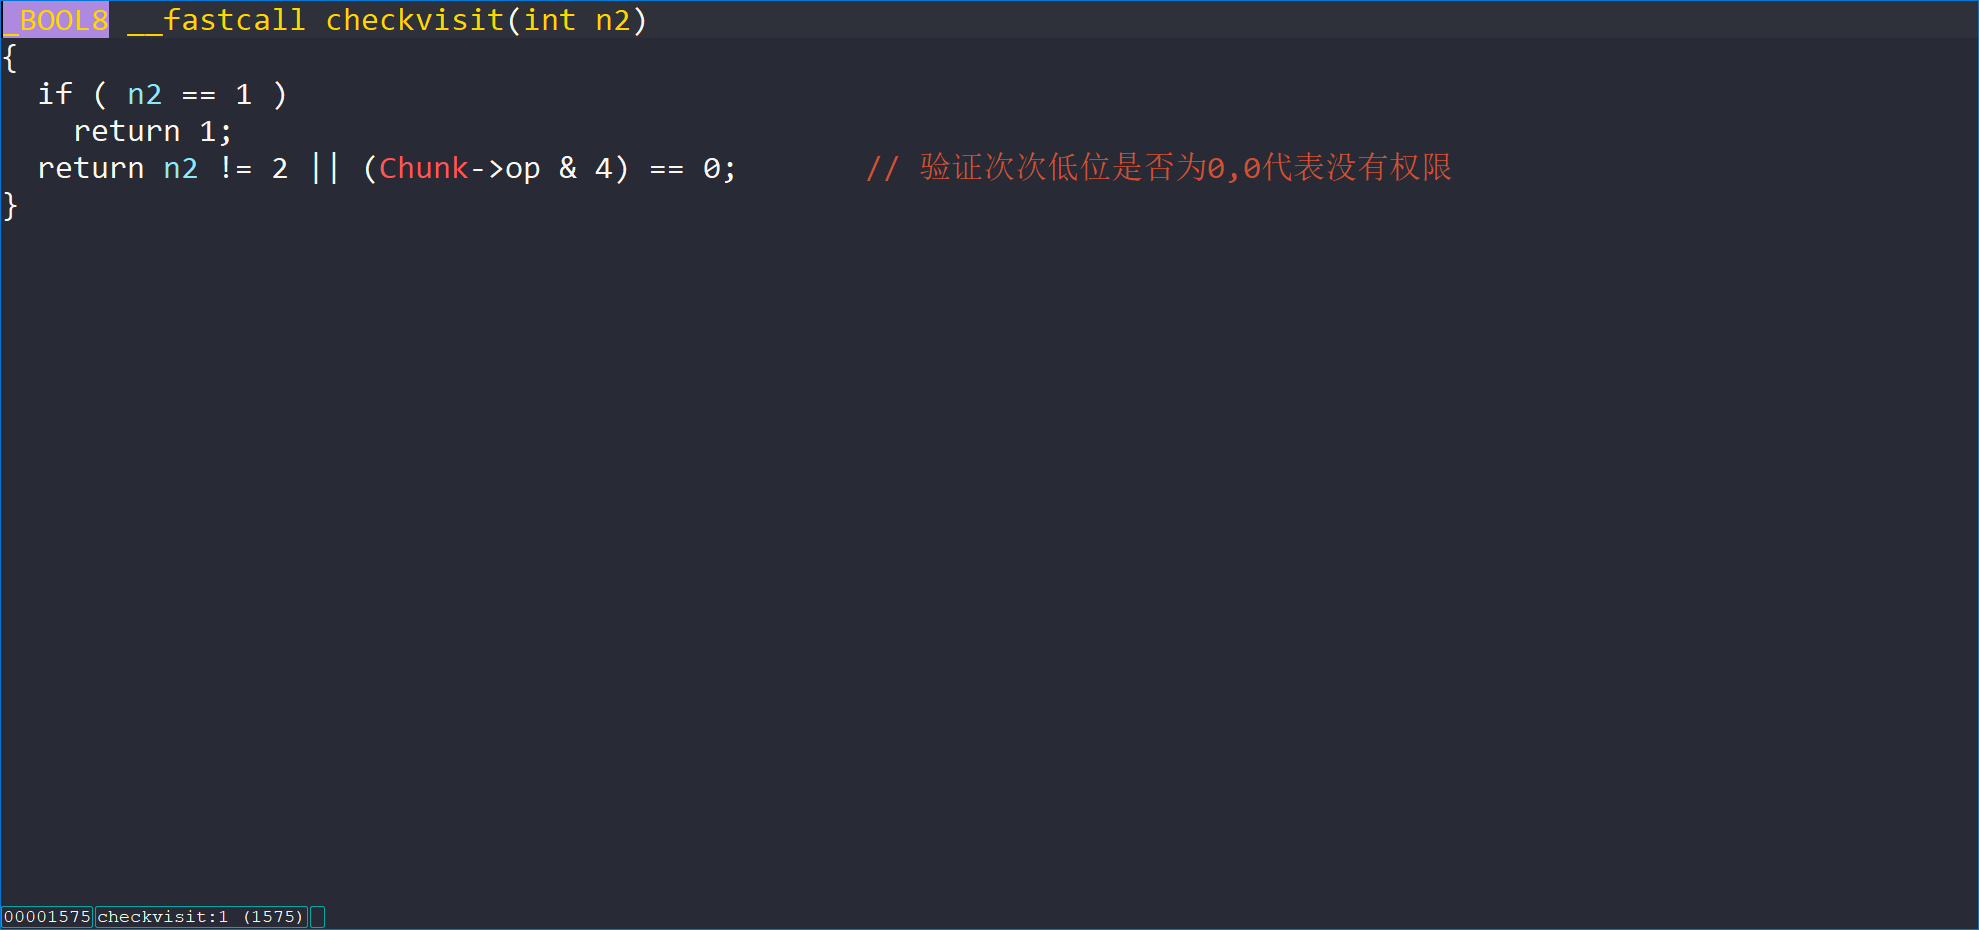 _BOOL8 __fastcall checkvisit(int n2)
{
  if ( n2 == 1 )
    return 1;
  return n2 != 2 || (Chunk->op & 4) == 0;       // 验证次次低位是否为0,0代表没有权限
}
00001575 checkvisit:1 (1575)